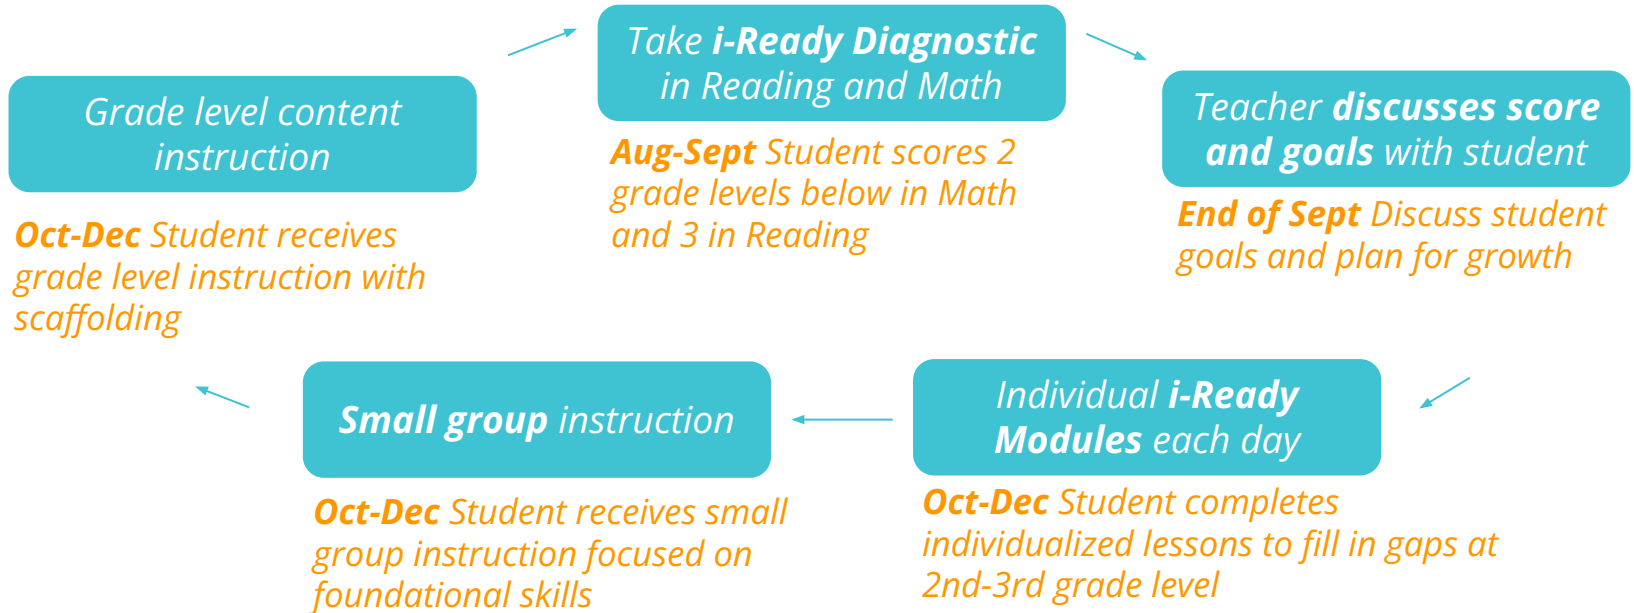 Grade level content
instruction
Oct-Dec Student receives
grade level instruction with
scaffolding
Take i-Ready Diagnostic
in Reading and Math
Aug-Sept Student scores 2
grade levels below in Math
and 3 in Reading
Teacher discusses score
and goals with student
End of Sept Discuss student
goals and plan for growth
Individual i-Ready
Modules each day
Oct-Dec Student completes
individualized lessons to fill in gaps at
2nd-3rd grade level
Small group instruction
Oct-Dec Student receives small
group instruction focused on
foundational skills